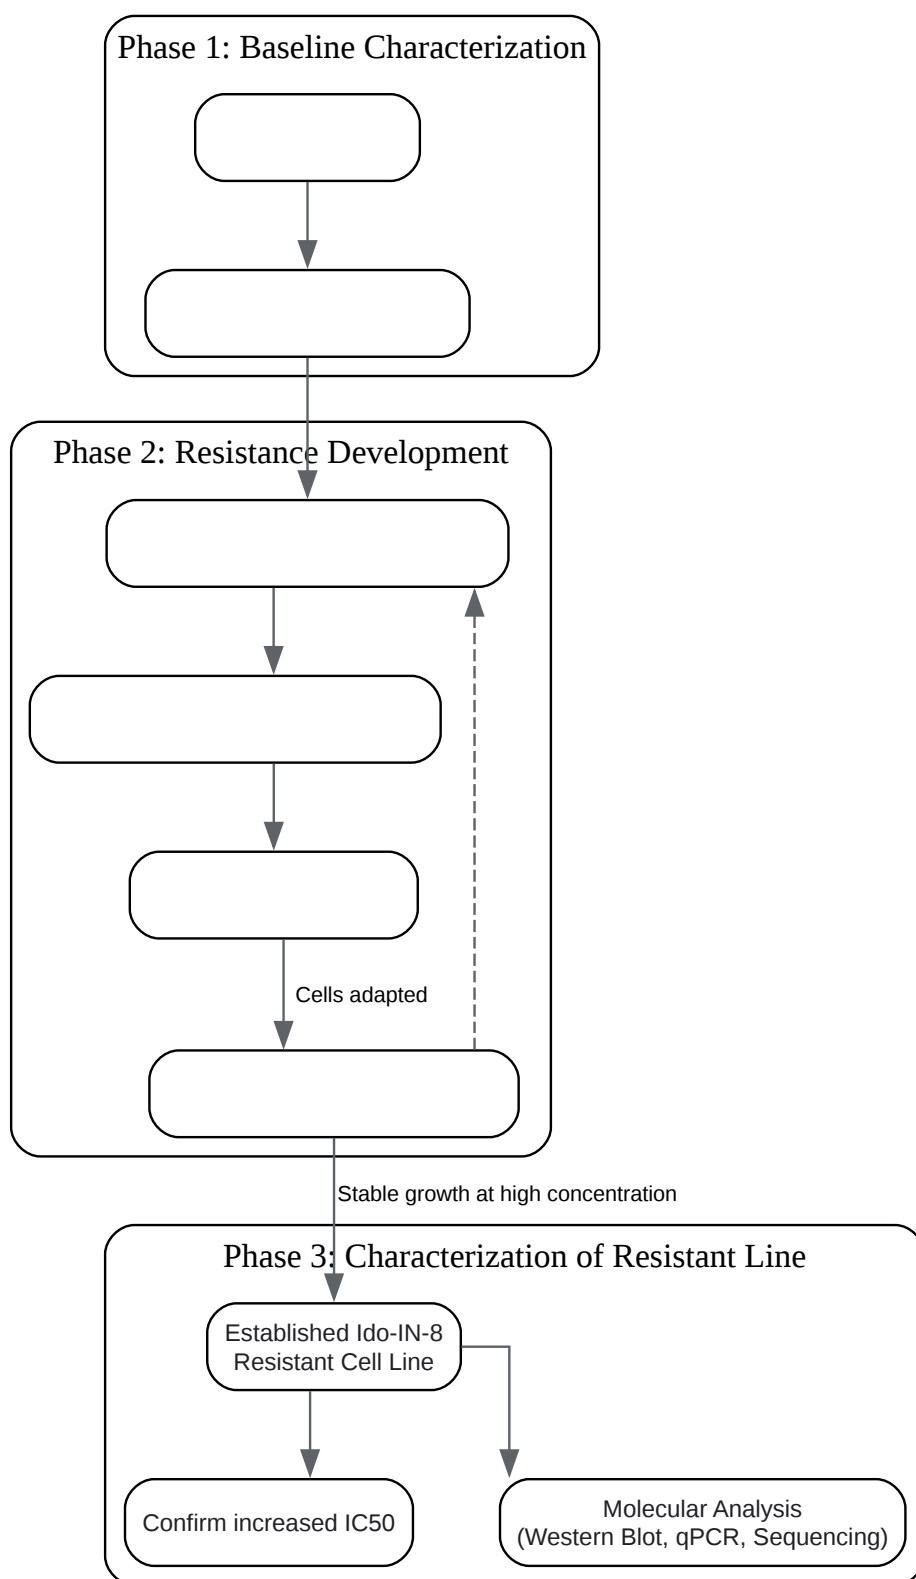 Phase 1: Baseline Characterization
Phase 2: Resistance Development
Cells adapted
Stable growth at high concentration
Phase 3: Characterization of Resistant Line
Established Ido-IN-8
Resistant Cell Line
Confirm increased IC50
Molecular Analysis
(Western Blot, qPCR, Sequencing)